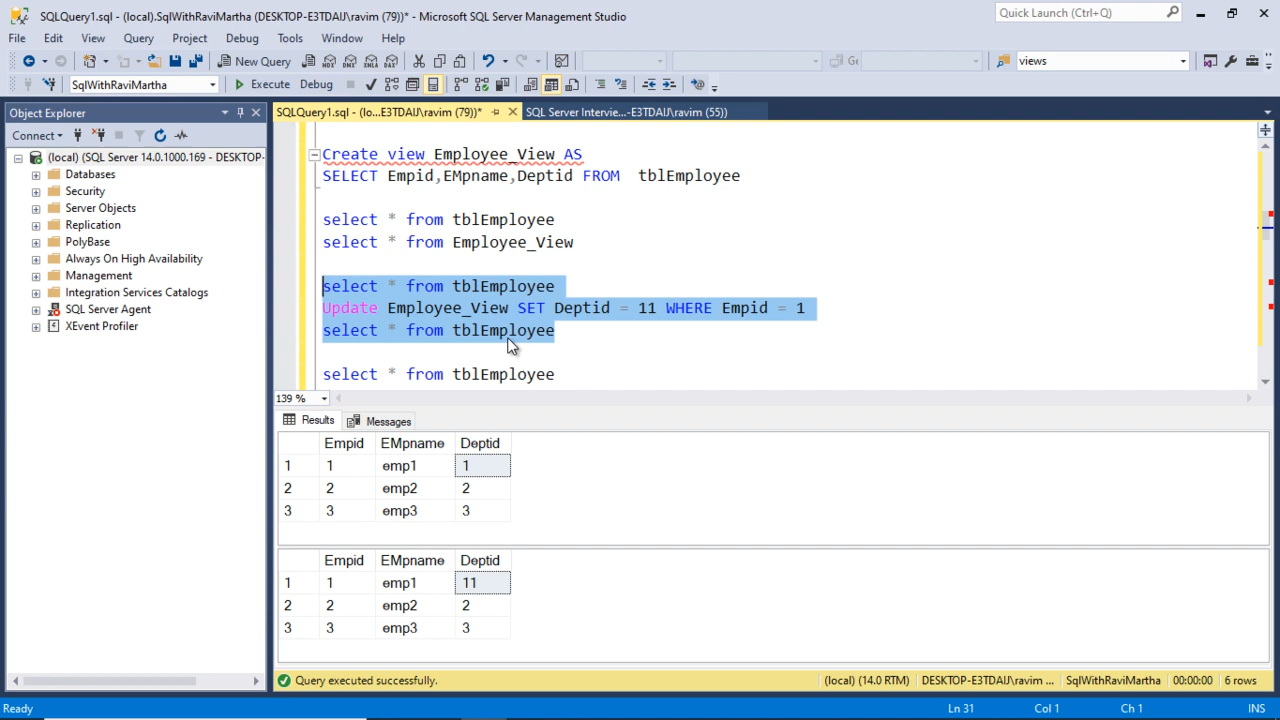 SQLQuery1.sql - (local).SqlWithRaviMartha (DESKTOP-E3TDAIJ\ravim (79))* - Microsoft SQL Server Management Studio
Quick Launch (Ctrl+Q)
File Edit View Query Project Debug Tools Window Help
New Query
Ge
views
SqlWithRaviMartha
Execute Debug
Object Explorer
SQLQuery1.sql - (lo...E3TDAIJ\ravim (79))*
SQL Server Intervie...-E3TDAIJ\ravim (55))
Connect
(local) (SQL Server 14.0.1000.169 - DESKTOP-
Databases
Security
Server Objects
Replication
PolyBase
Always On High Availability
Management
Integration Services Catalogs
SQL Server Agent
XEvent Profiler
Create view Employee_View AS
SELECT Empid,EMpname,Deptid FROM tblEmployee
select * from tblEmployee
select * from Employee_View
select * from tblEmployee
Update Employee_View SET Deptid = 11 WHERE Empid = 1
select * from tblEmployee
select * from tblEmployee
139 %
Results Messages
Empid EMpname Deptid
1 1 emp1 1
2 2 emp2 2
3 3 emp3 3
Empid EMpname Deptid
1 1 emp1 11
2 2 emp2 2
3 3 emp3 3
Query executed successfully.
(local) (14.0 RTM) DESKTOP-E3TDAIJ\ravim ... SqlWithRaviMartha 00:00:00 6 rows
Ready
Ln 31 Col 1 Ch 1 INS